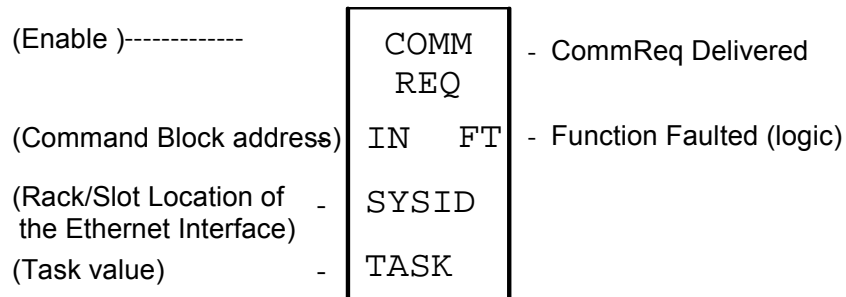 (Enable )------------- COMM - CommReq Delivered
REQ
(Command Block address)- IN FT - Function Faulted (logic)
(Rack/Slot Location of - SYSID
the Ethernet Interface)
(Task value) - TASK